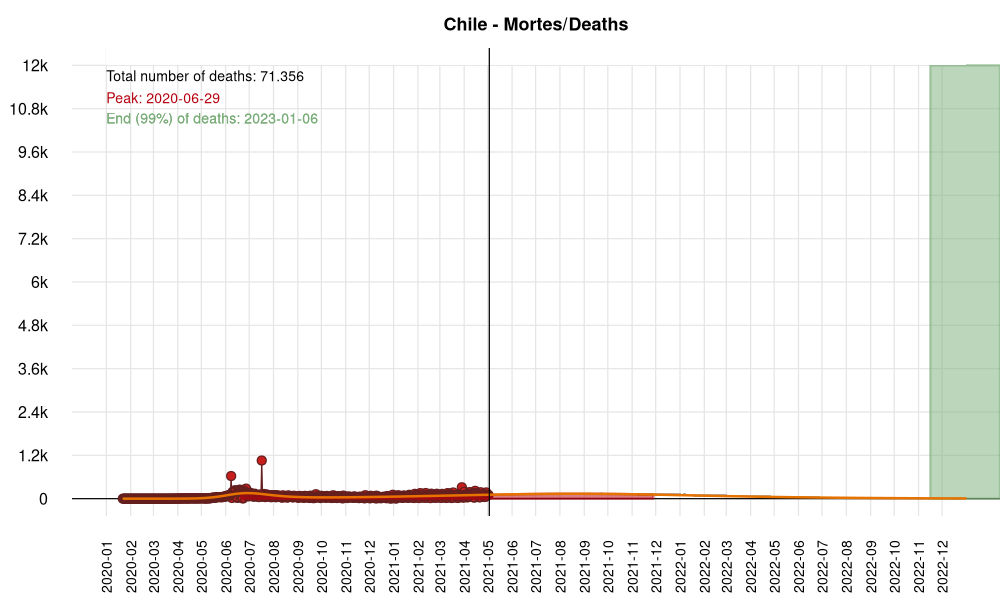 Chile - Mortes/Deaths
Total number of deaths: 71.356
Peak: 2020-06-29
End (99%) of deaths: 2023-01-06
12k
10.8k
9.6k
8.4k
7.2k
6k
4.8k
3.6k
2.4k
1.2k
0
2020-01
2020-02
2020-03
2020-04
2020-05
2020-06
2020-07
2020-08
2020-09
2020-10
2020-11
2020-12
2021-01
2021-02
2021-03
2021-04
2021-05
2021-06
2021-07
2021-08
2021-09
2021-10
2021-11
2021-12
2022-01
2022-02
2022-03
2022-04
2022-05
2022-06
2022-07
2022-08
2022-09
2022-10
2022-11
2022-12